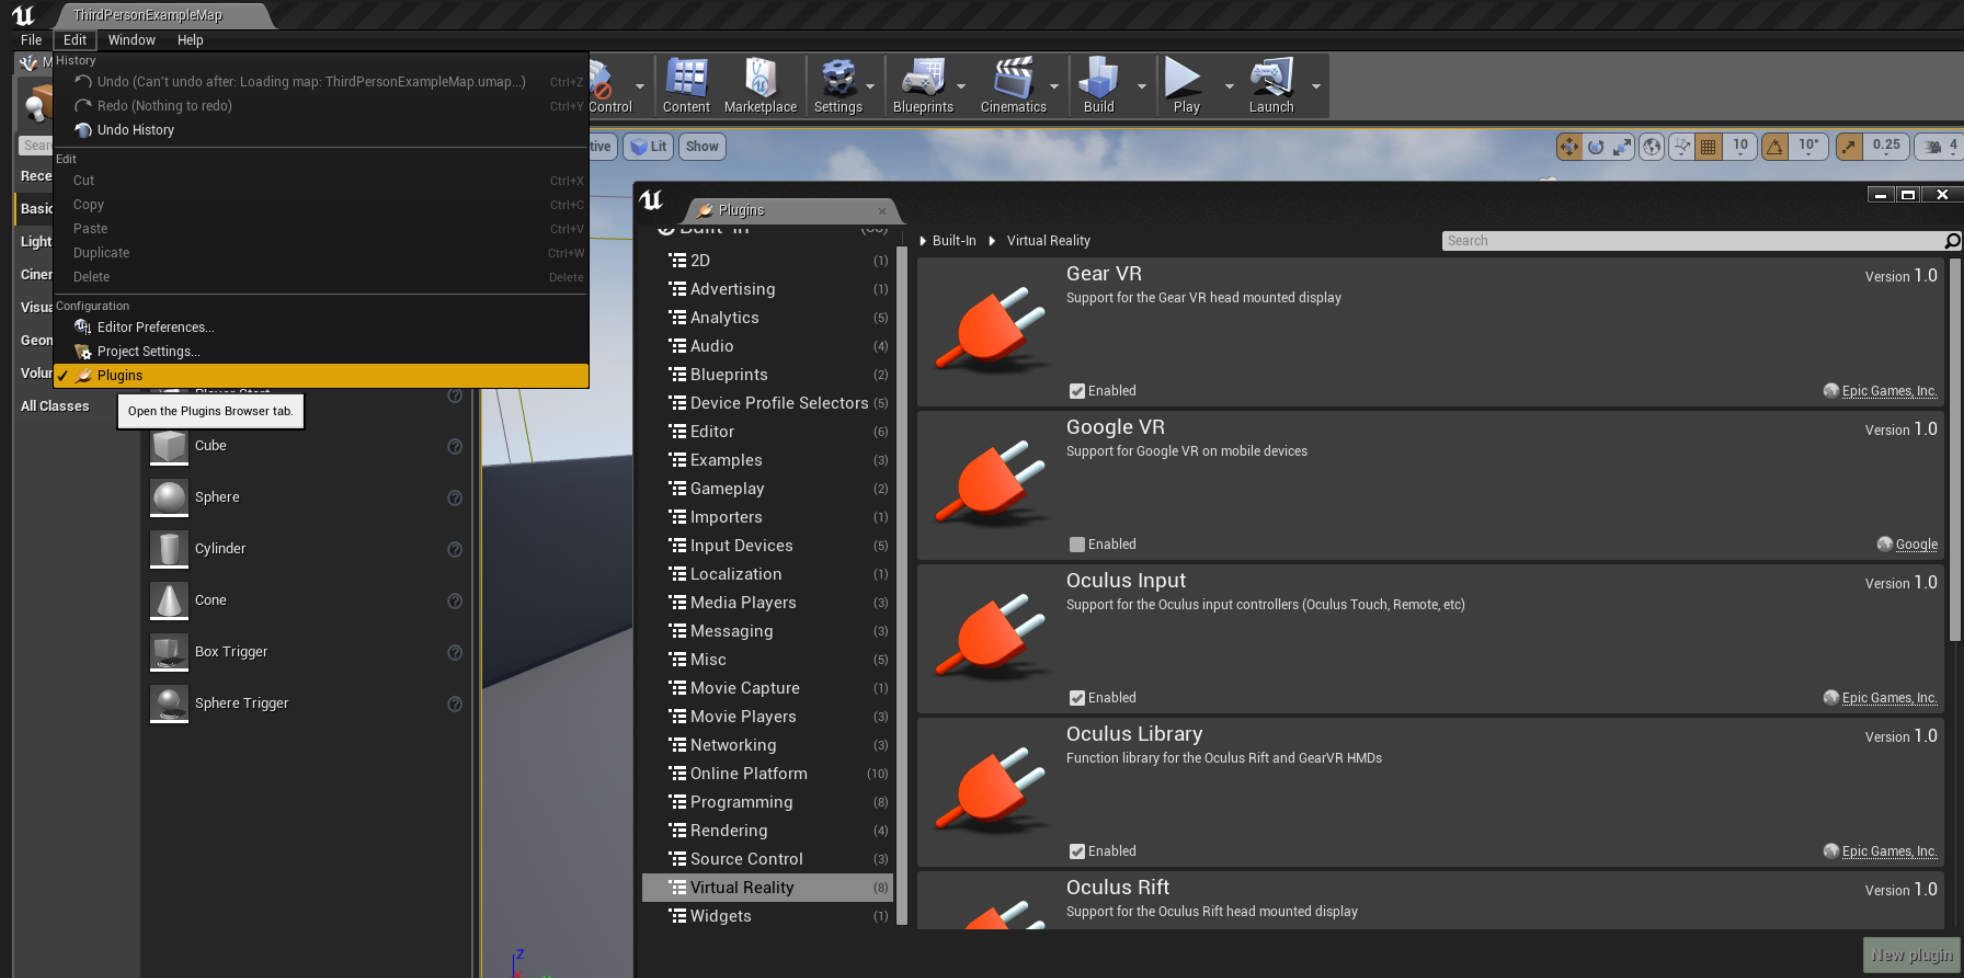 ThirdPersonExampleMap
File Edit Window Help
History
Undo (Can't undo after: Loading map: ThirdPersonExampleMap.umap...) Ctrl+Z
Redo (Nothing to redo) Ctrl+Y
Undo History
Edit
Cut Ctrl+X
Copy Ctrl+C
Paste Ctrl+V
Duplicate Ctrl+W
Delete Delete
Configuration
Editor Preferences...
Project Settings...
Plugins
Open the Plugins Browser tab.
Control Content Marketplace Settings Blueprints Cinematics Build Play Launch
tive Lit Show 10 10° 0.25 4
Sear
Rece
Basic
Light
Cinem
Visua
Geom
Volum
All Classes
Player Start
Cube
Sphere
Cylinder
Cone
Box Trigger
Sphere Trigger
Z
Plugins
Built-In
2D (1)
Advertising (1)
Analytics (5)
Audio (4)
Blueprints (2)
Device Profile Selectors (5)
Editor (6)
Examples (3)
Gameplay (2)
Importers (1)
Input Devices (5)
Localization (1)
Media Players (3)
Messaging (3)
Misc (5)
Movie Capture (1)
Movie Players (3)
Networking (3)
Online Platform (10)
Programming (8)
Rendering (4)
Source Control (3)
Virtual Reality (8)
Widgets (1)
Built-In Virtual Reality Search
Gear VR Version 1.0
Support for the Gear VR head mounted display
Enabled Epic Games, Inc.
Google VR Version 1.0
Support for Google VR on mobile devices
Enabled Google
Oculus Input Version 1.0
Support for the Oculus input controllers (Oculus Touch, Remote, etc)
Enabled Epic Games, Inc.
Oculus Library Version 1.0
Function library for the Oculus Rift and GearVR HMDs
Enabled Epic Games, Inc.
Oculus Rift Version 1.0
Support for the Oculus Rift head mounted display
New plugin